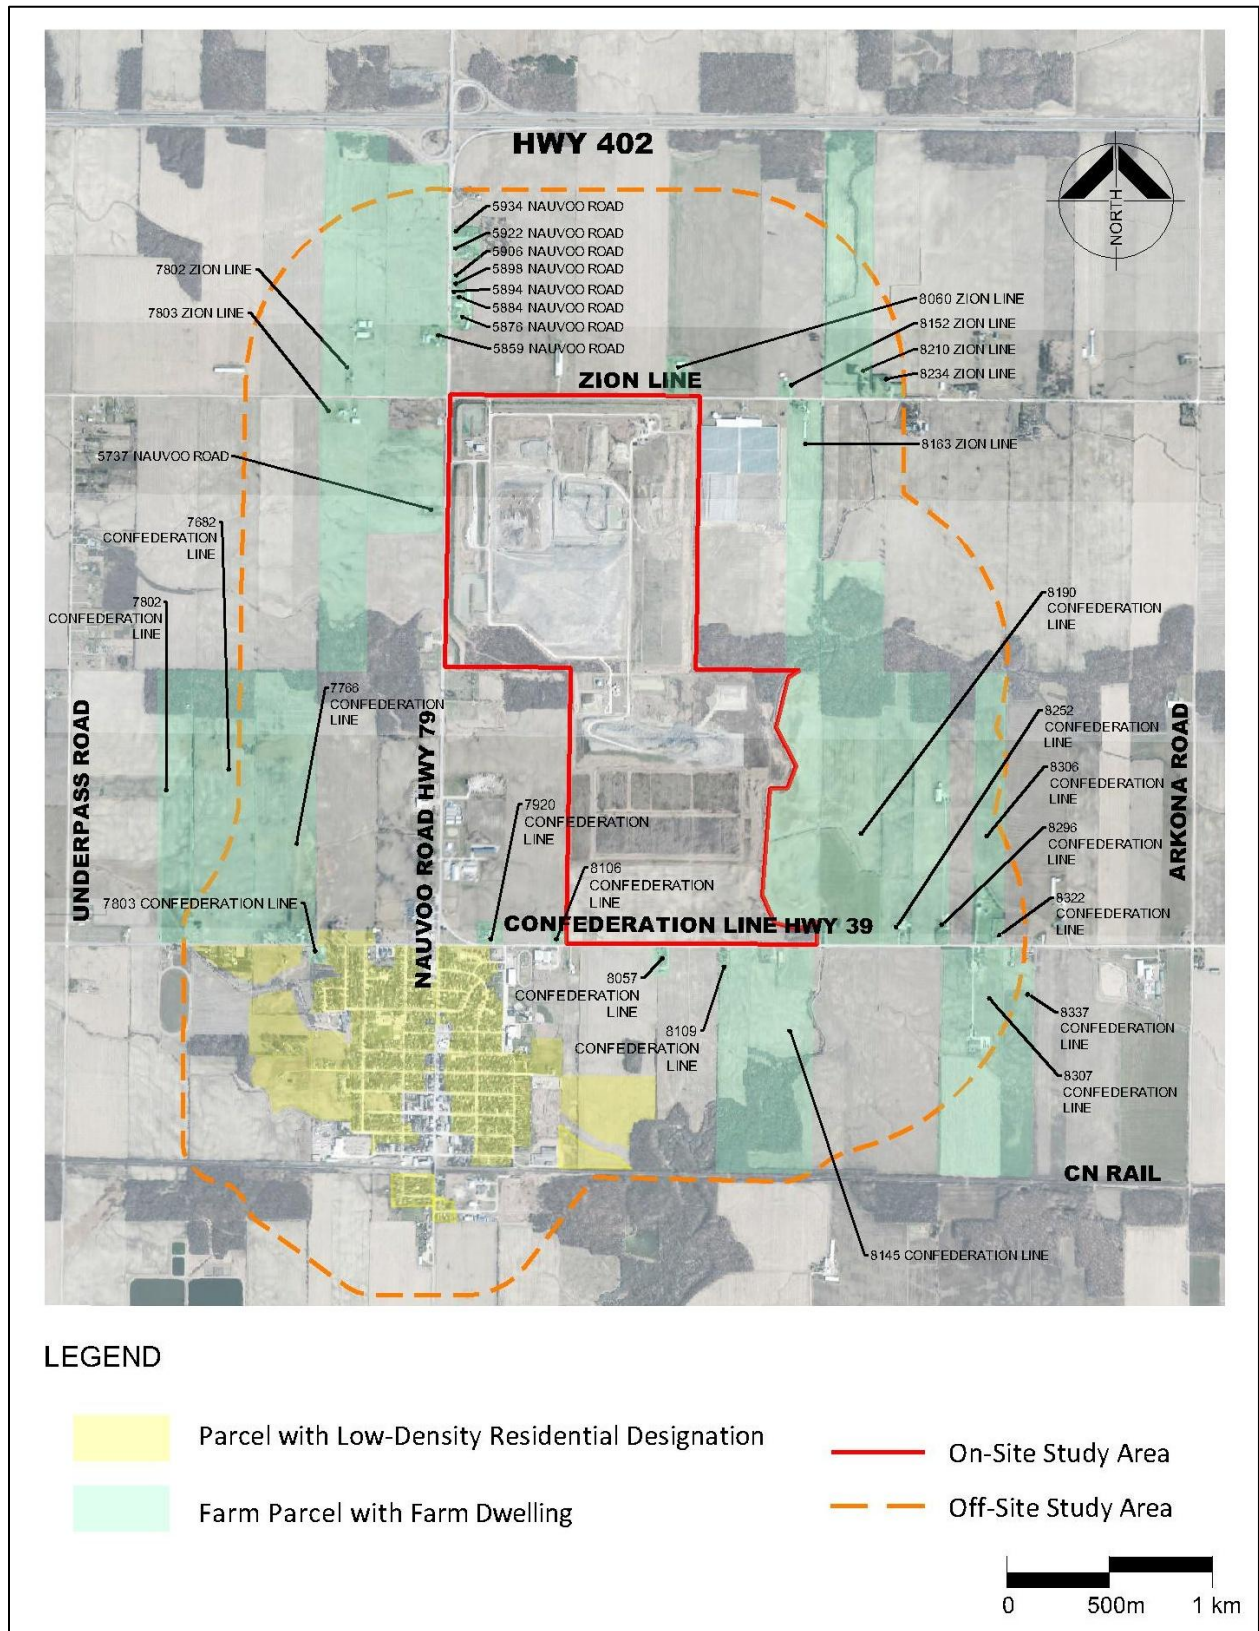 HWY 402
NORTH
5934 NAUVOO ROAD
5922 NAUVOO ROAD
5906 NAUVOO ROAD
5898 NAUVOO ROAD
5894 NAUVOO ROAD
5884 NAUVOO ROAD
5876 NAUVOO ROAD
5859 NAUVOO ROAD
7802 ZION LINE
7803 ZION LINE
8060 ZION LINE
8152 ZION LINE
8210 ZION LINE
8234 ZION LINE
ZION LINE
8163 ZION LINE
5737 NAUVOO ROAD
7682
CONFEDERATION
LINE
7802
CONFEDERATION
LINE
8190
CONFEDERATION
LINE
7766
CONFEDERATION
LINE
8252
CONFEDERATION
LINE
UNDERPASS ROAD
NAUVOO ROAD HWY 79
ARKONA ROAD
8306
CONFEDERATION
LINE
7920
CONFEDERATION
LINE
8296
CONFEDERATION
LINE
8106
CONFEDERATION
LINE
7803 CONFEDERATION LINE
8322
CONFEDERATION
LINE
CONFEDERATION LINE HWY 39
8057
CONFEDERATION
LINE
8109
CONFEDERATION
LINE
8337
CONFEDERATION
LINE
8307
CONFEDERATION
LINE
CN RAIL
8145 CONFEDERATION LINE
LEGEND
Parcel with Low-Density Residential Designation
Farm Parcel with Farm Dwelling
On-Site Study Area
Off-Site Study Area
0 500m 1 km